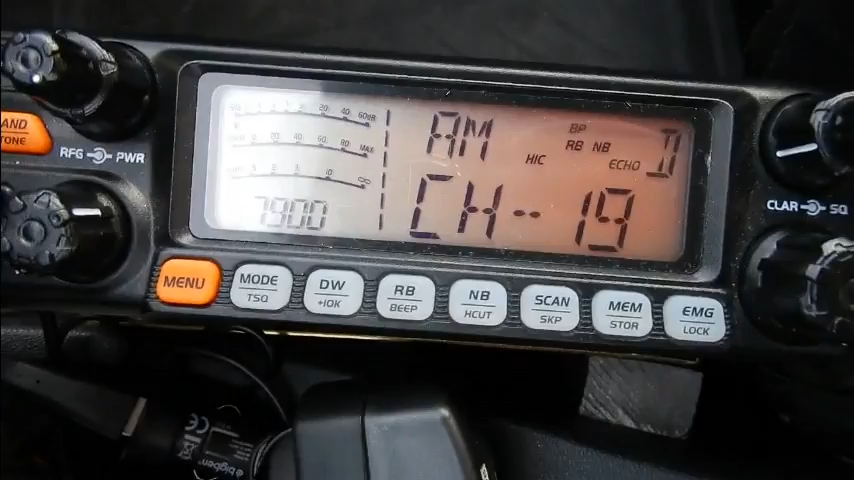 AND
TONE
RFG PWR
20 40 60dB
20 40 60 80 MAX
10 ∞
7900
AM
BP
RB NB
HIC
ECHO
D
CH--19
CLAR SQ
MENU
MODE
TSQ
DW
+10K
RB
BEEP
NB
HCUT
SCAN
SKP
MEM
STOR
EMG
LOCK
CE
bigben